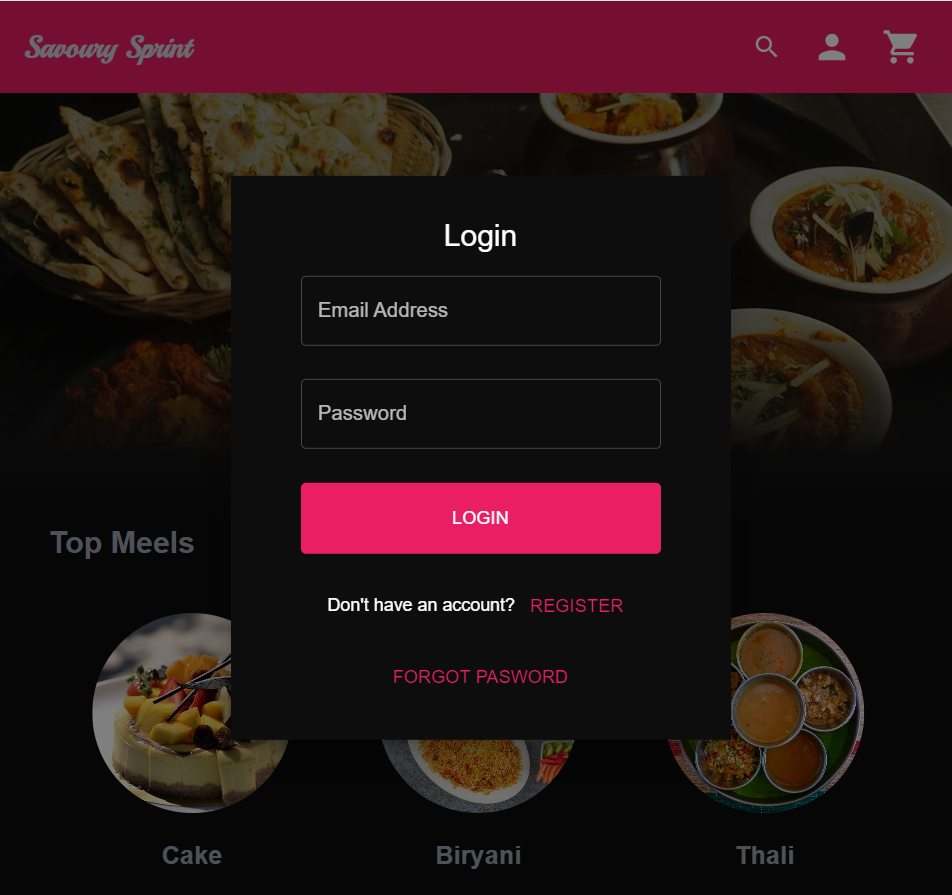 Savoury Sprint
Login
Email Address
Password
LOGIN
Don't have an account? REGISTER
FORGOT PASWORD
Top Meels
Cake
Biryani
Thali